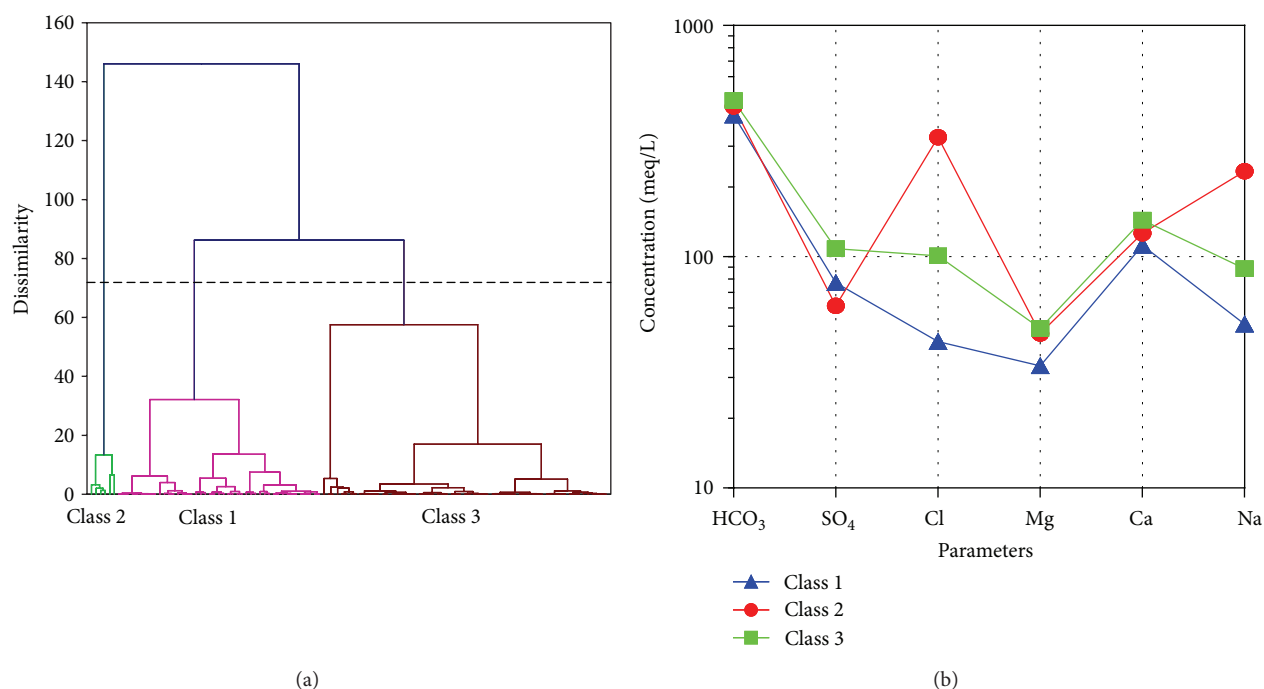 160
140
120
100
80
60
40
20
0
Dissimilarity
Class 2
Class 1
Class 3
(a)
1000
100
10
Concentration (meq/L)
HCO₃
SO₄
Cl
Mg
Ca
Na
Parameters
Class 1
Class 2
Class 3
(b)